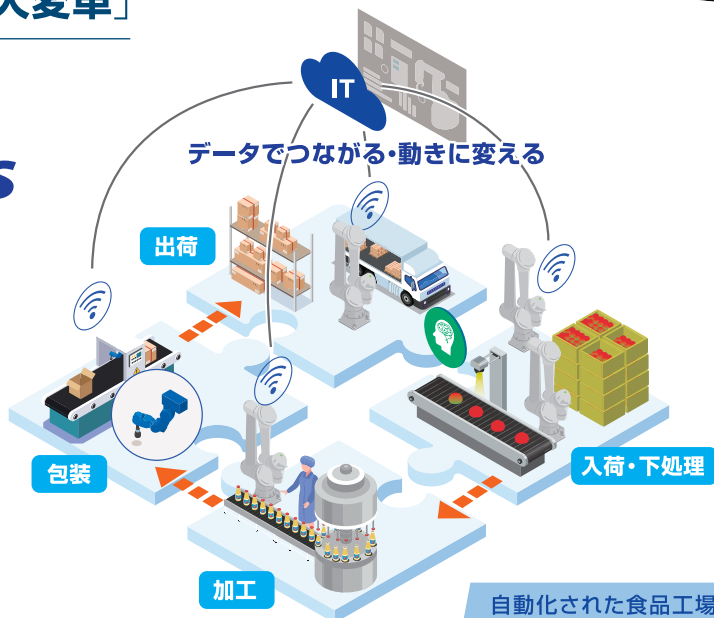 大変革」
s
IT
データでつながる・動きに変える
出荷
包装
入荷・下処理
加工
自動化された食品工場